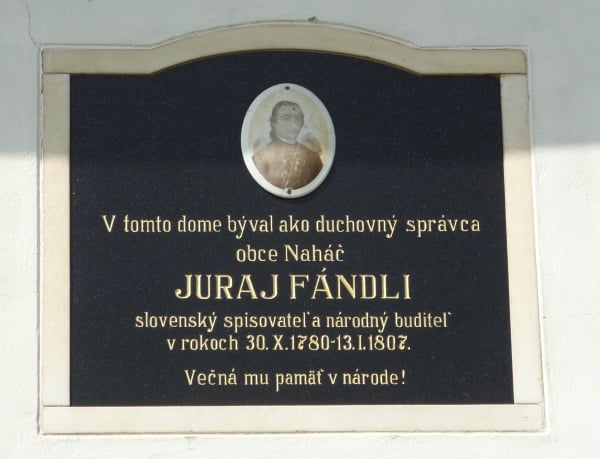 V tomto dome býval ako duchovný správca
obce Naháč
JURAJ FÁNDLI
slovenský spisovateľ a národný buditeľ
v rokoch 30. X. 1780-13. I. 1807.
Večná mu pamäť v národe!